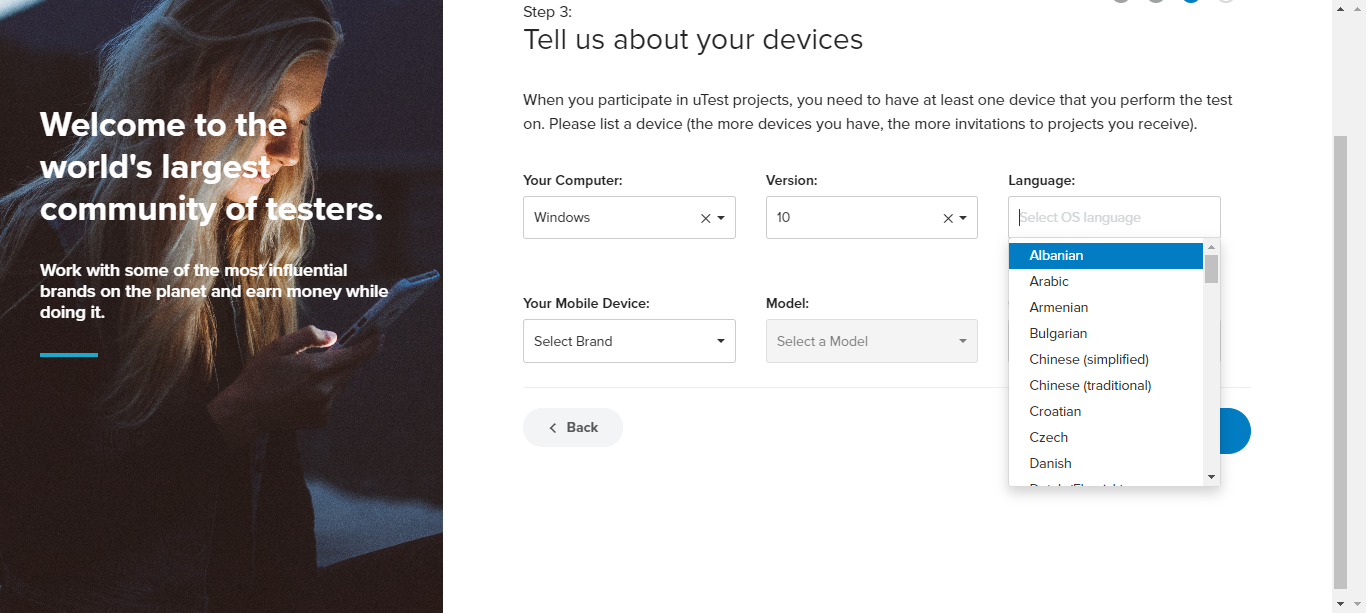 Welcome to the
world's largest
community of testers.
Work with some of the most influential
brands on the planet and earn money while
doing it.
Step 3:
Tell us about your devices
When you participate in uTest projects, you need to have at least one device that you perform the test
on. Please list a device (the more devices you have, the more invitations to projects you receive).
Your Computer:
Windows
Version:
10
Language:
Select OS language
Albanian
Arabic
Armenian
Bulgarian
Chinese (simplified)
Chinese (traditional)
Croatian
Czech
Danish
Your Mobile Device:
Select Brand
Model:
Select a Model
Back